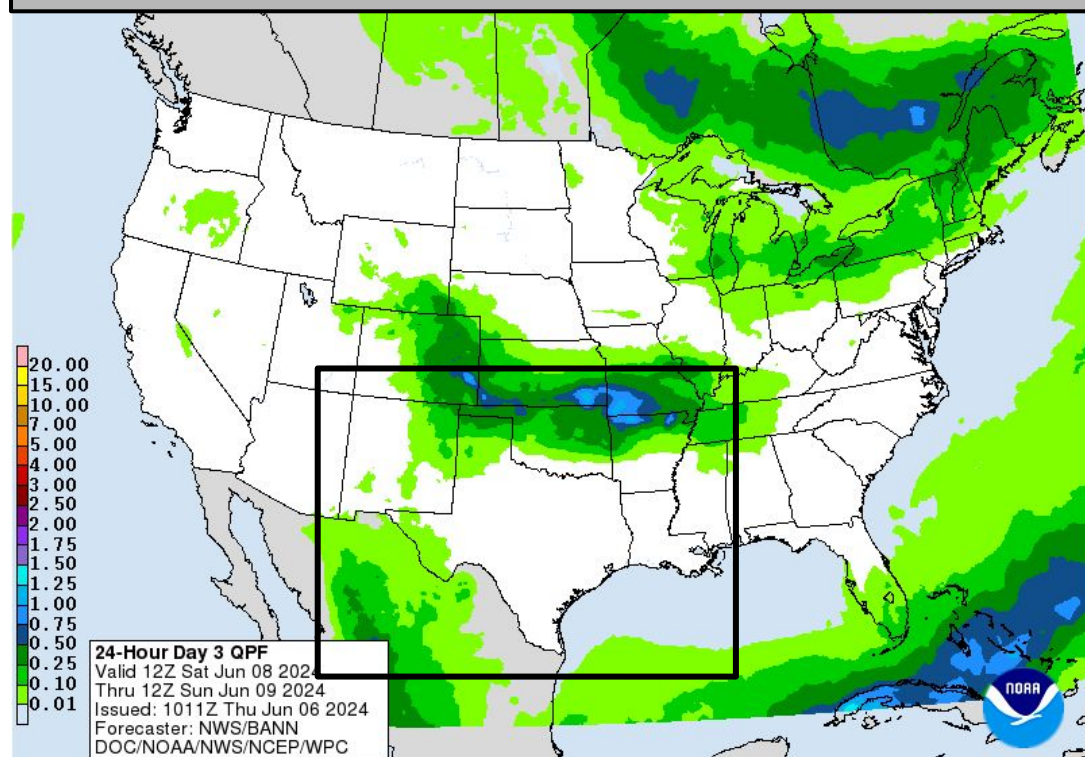 20.00
15.00
10.00
7.00
5.00
4.00
3.00
2.50
2.00
1.75
1.50
1.25
1.00
0.75
0.50
0.25
0.10
0.01
24-Hour Day 3 QPF
Valid 12Z Sat Jun 08 2024
Thru 12Z Sun Jun 09 2024
Issued: 1011Z Thu Jun 06 2024
Forecaster: NWS/BANN
DOC/NOAA/NWS/NCEP/WPC
NOAA